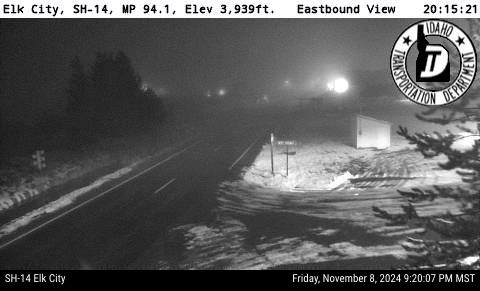 Elk City, SH-14, MP 94.1, Elev 3,939ft. Eastbound View 20:15:21
IDAHO
TRANSPORTATION DEPARTMENT
SH-14 Elk City Friday, November 8, 2024 9:20:07 PM MST